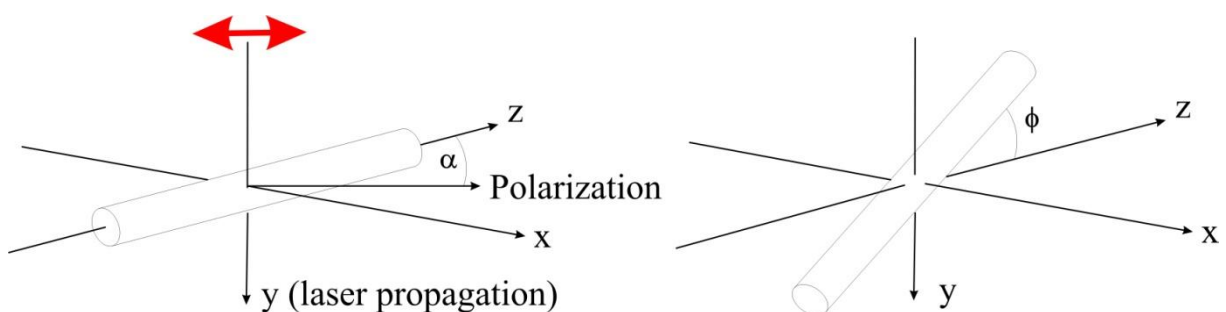 z
α
Polarization
x
y (laser propagation)
ϕ
z
x
y